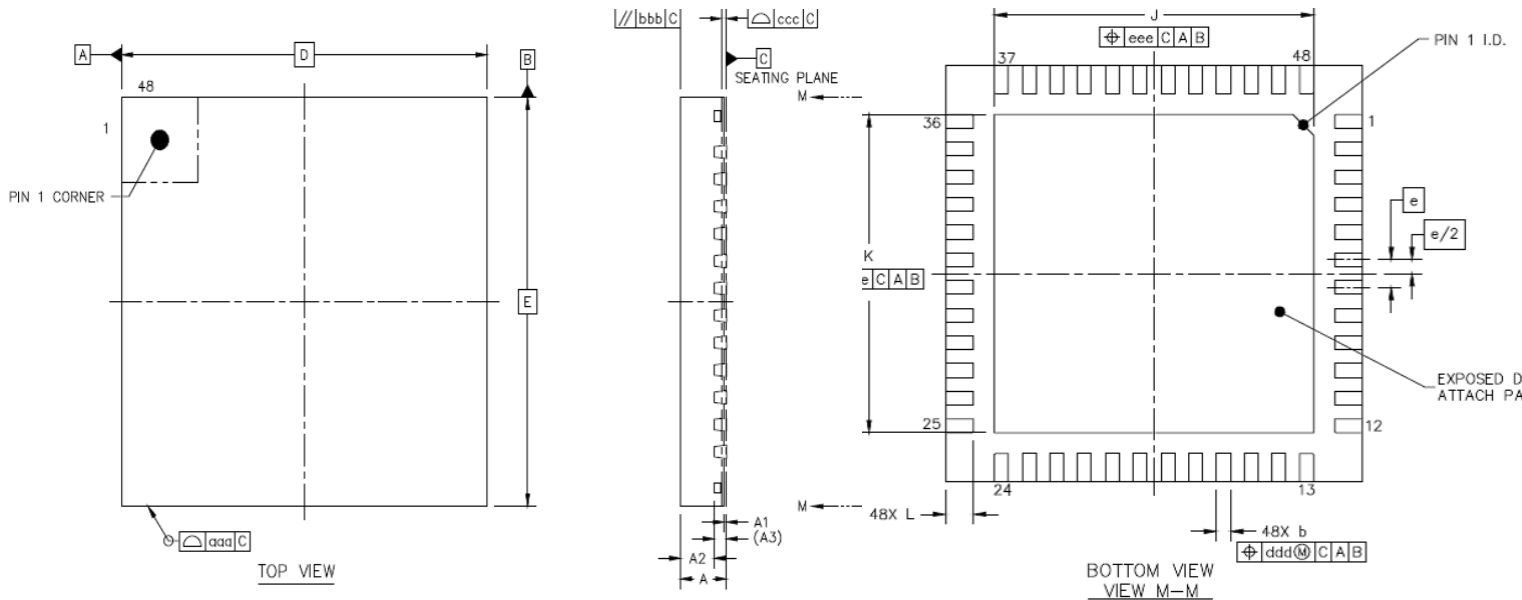 A
D
B
48
1
PIN 1 CORNER
E
aaa C
TOP VIEW
// bbb C
ccc C
C
SEATING PLANE
M
M
A1
(A3)
A2
A
J
eee C A B
37
48
PIN 1 I.D.
36
1
e
e/2
K
e C A B
EXPOSED D
ATTACH PA
25
12
24
13
48X L
48X b
ddd Ⓜ C A B
BOTTOM VIEW
VIEW M-M